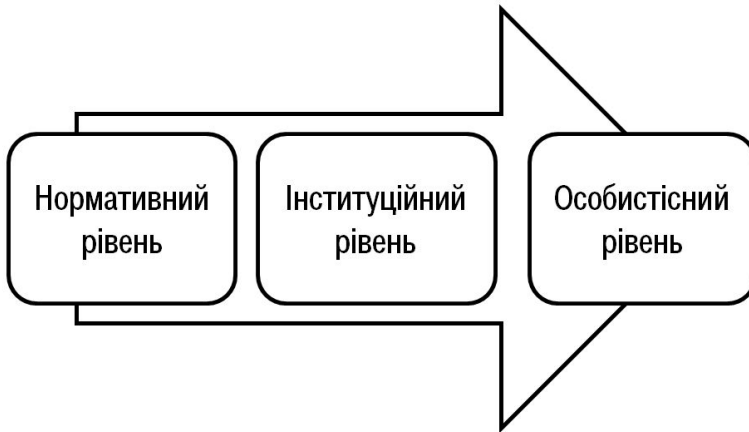 Нормативний
рівень
Інституційний
рівень
Особистісний
рівень